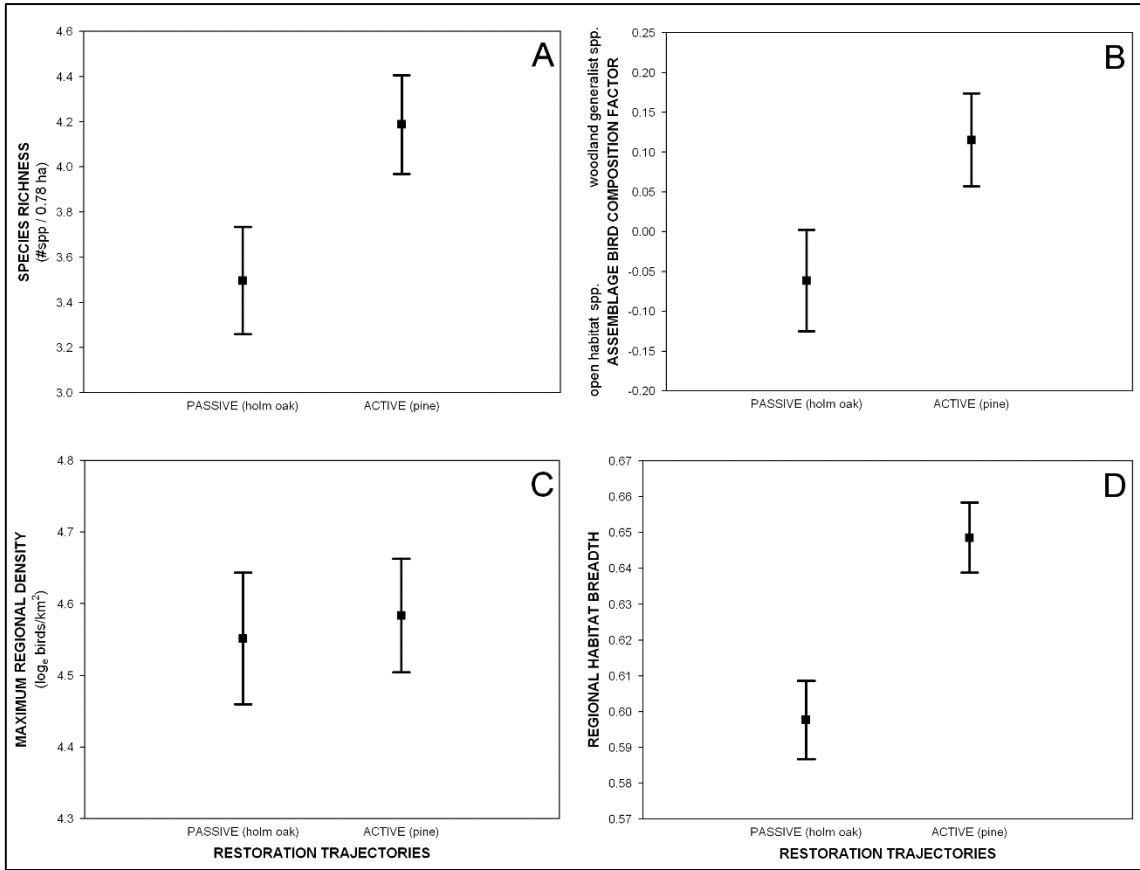 A
SPECIES RICHNESS
(#spp / 0.78 ha)
4.6
4.4
4.2
4.0
3.8
3.6
3.4
3.2
3.0
PASSIVE (holm oak) ACTIVE (pine)
B
open habitat spp. woodland generalist spp.
ASSEMBLAGE BIRD COMPOSITION FACTOR
0.25
0.20
0.15
0.10
0.05
0.00
-0.05
-0.10
-0.15
-0.20
PASSIVE (holm oak) ACTIVE (pine)
C
MAXIMUM REGIONAL DENSITY
(logₑ birds/km²)
4.8
4.7
4.6
4.5
4.4
4.3
PASSIVE (holm oak) ACTIVE (pine)
RESTORATION TRAJECTORIES
D
REGIONAL HABITAT BREADTH
0.67
0.66
0.65
0.64
0.63
0.62
0.61
0.60
0.59
0.58
0.57
PASSIVE (holm oak) ACTIVE (pine)
RESTORATION TRAJECTORIES